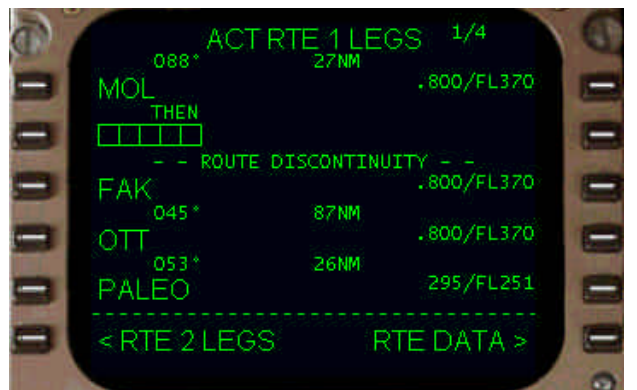 ACT RTE 1 LEGS 1/4
088° 27NM
MOL .800/FL370
THEN
□□□□□
- - ROUTE DISCONTINUITY - -
FAK .800/FL370
045° 87NM
OTT .800/FL370
053° 26NM
PALEO 295/FL251
< RTE 2 LEGS RTE DATA >